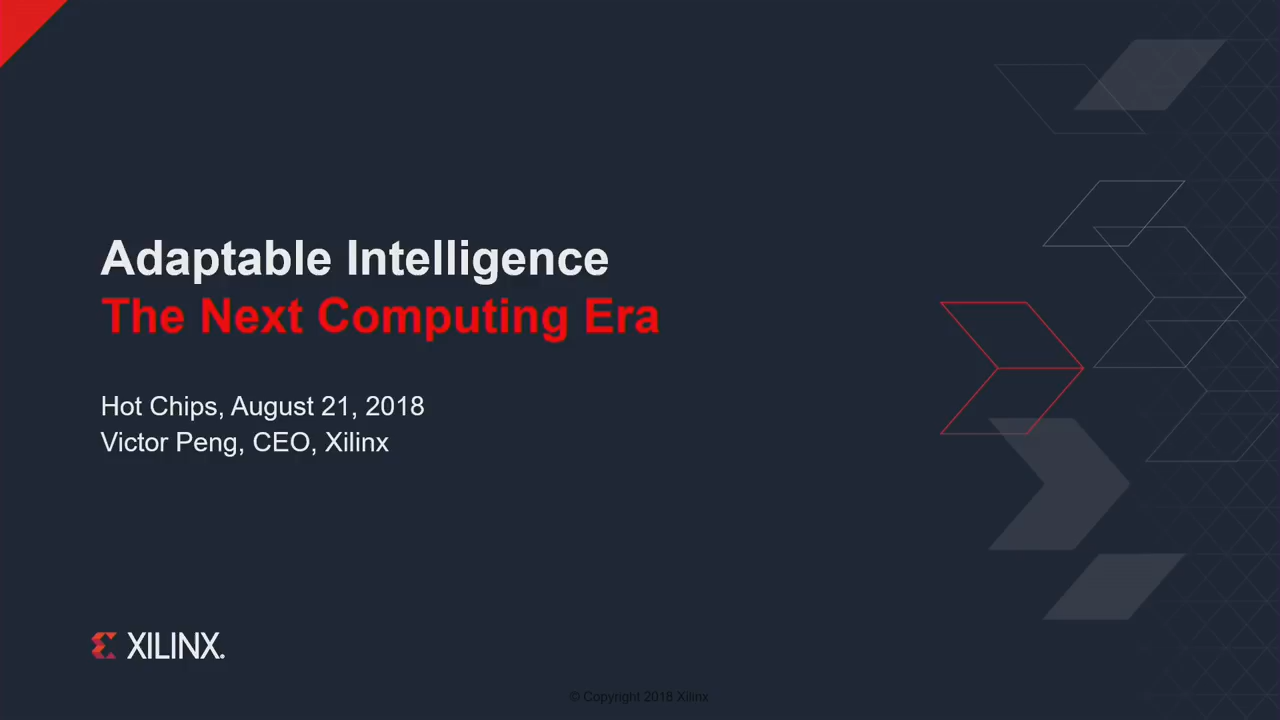 Adaptable Intelligence
The Next Computing Era
Hot Chips, August 21, 2018
Victor Peng, CEO, Xilinx
XILINX.
© Copyright 2018 Xilinx